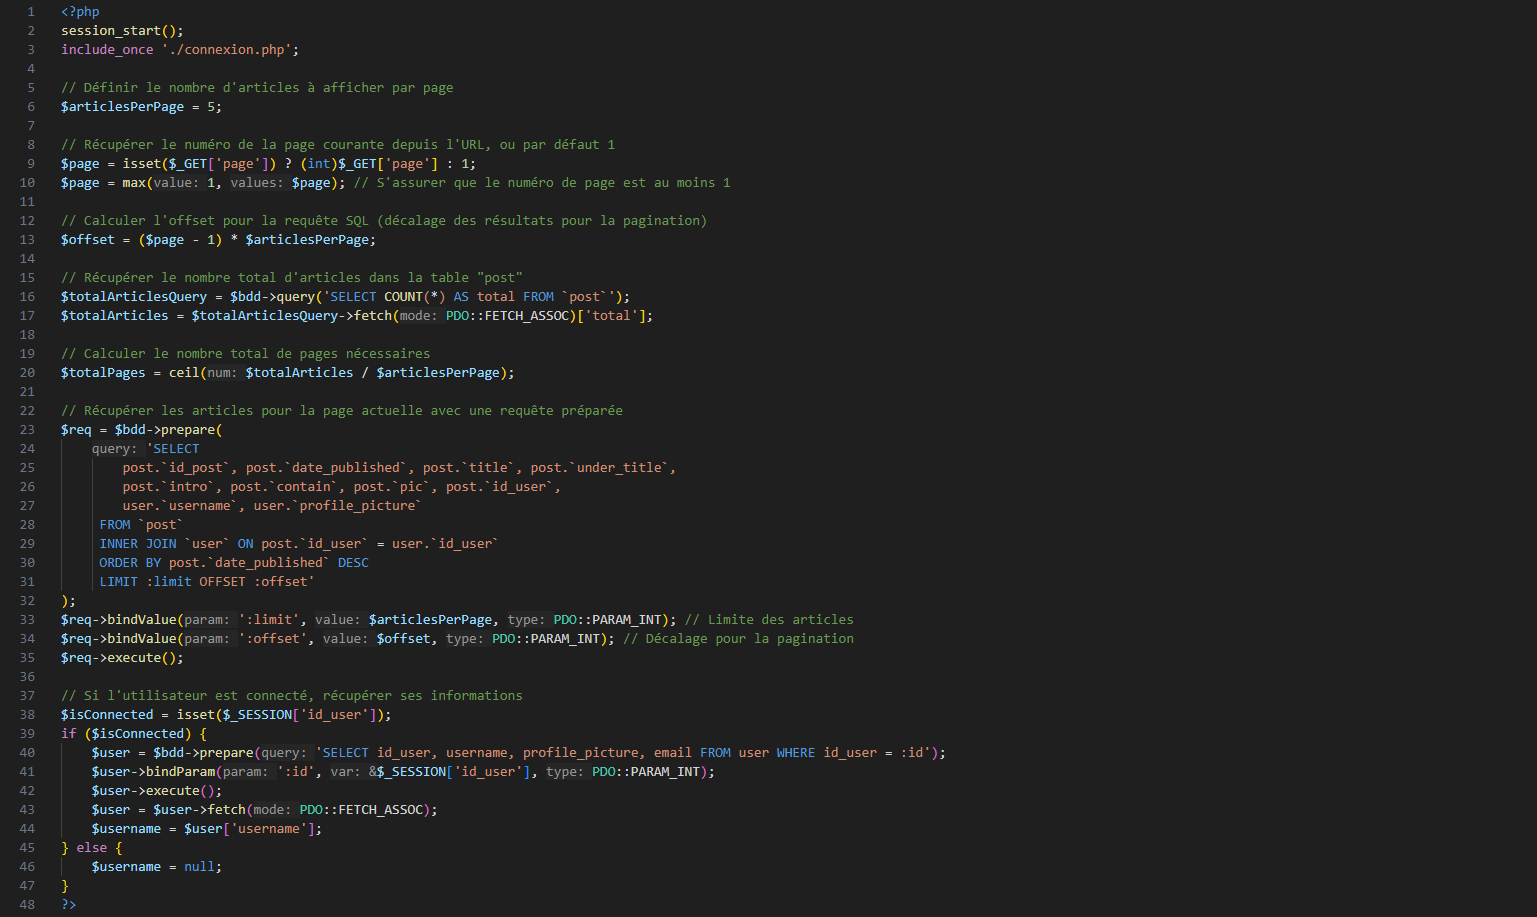 1 <?php
2 session_start();
3 include_once './connexion.php';
4
5 // Définir le nombre d'articles à afficher par page
6 $articlesPerPage = 5;
7
8 // Récupérer le numéro de la page courante depuis l'URL, ou par défaut 1
9 $page = isset($_GET['page']) ? (int)$_GET['page'] : 1;
10 $page = max(value: 1, values: $page); // S'assurer que le numéro de page est au moins 1
11
12 // Calculer l'offset pour la requête SQL (décalage des résultats pour la pagination)
13 $offset = ($page - 1) * $articlesPerPage;
14
15 // Récupérer le nombre total d'articles dans la table "post"
16 $totalArticlesQuery = $bdd->query('SELECT COUNT(*) AS total FROM `post`');
17 $totalArticles = $totalArticlesQuery->fetch(mode: PDO::FETCH_ASSOC)['total'];
18
19 // Calculer le nombre total de pages nécessaires
20 $totalPages = ceil(num: $totalArticles / $articlesPerPage);
21
22 // Récupérer les articles pour la page actuelle avec une requête préparée
23 $req = $bdd->prepare(
24     query: 'SELECT
25         post.`id_post`, post.`date_published`, post.`title`, post.`under_title`,
26         post.`intro`, post.`contain`, post.`pic`, post.`id_user`,
27         user.`username`, user.`profile_picture`
28      FROM `post`
29      INNER JOIN `user` ON post.`id_user` = user.`id_user`
30      ORDER BY post.`date_published` DESC
31      LIMIT :limit OFFSET :offset'
32 );
33 $req->bindValue(param: ':limit', value: $articlesPerPage, type: PDO::PARAM_INT); // Limite des articles
34 $req->bindValue(param: ':offset', value: $offset, type: PDO::PARAM_INT); // Décalage pour la pagination
35 $req->execute();
36
37 // Si l'utilisateur est connecté, récupérer ses informations
38 $isConnected = isset($_SESSION['id_user']);
39 if ($isConnected) {
40     $user = $bdd->prepare(query: 'SELECT id_user, username, profile_picture, email FROM user WHERE id_user = :id');
41     $user->bindParam(param: ':id', var: &$_SESSION['id_user'], type: PDO::PARAM_INT);
42     $user->execute();
43     $user = $user->fetch(mode: PDO::FETCH_ASSOC);
44     $username = $user['username'];
45 } else {
46     $username = null;
47 }
48 ?>